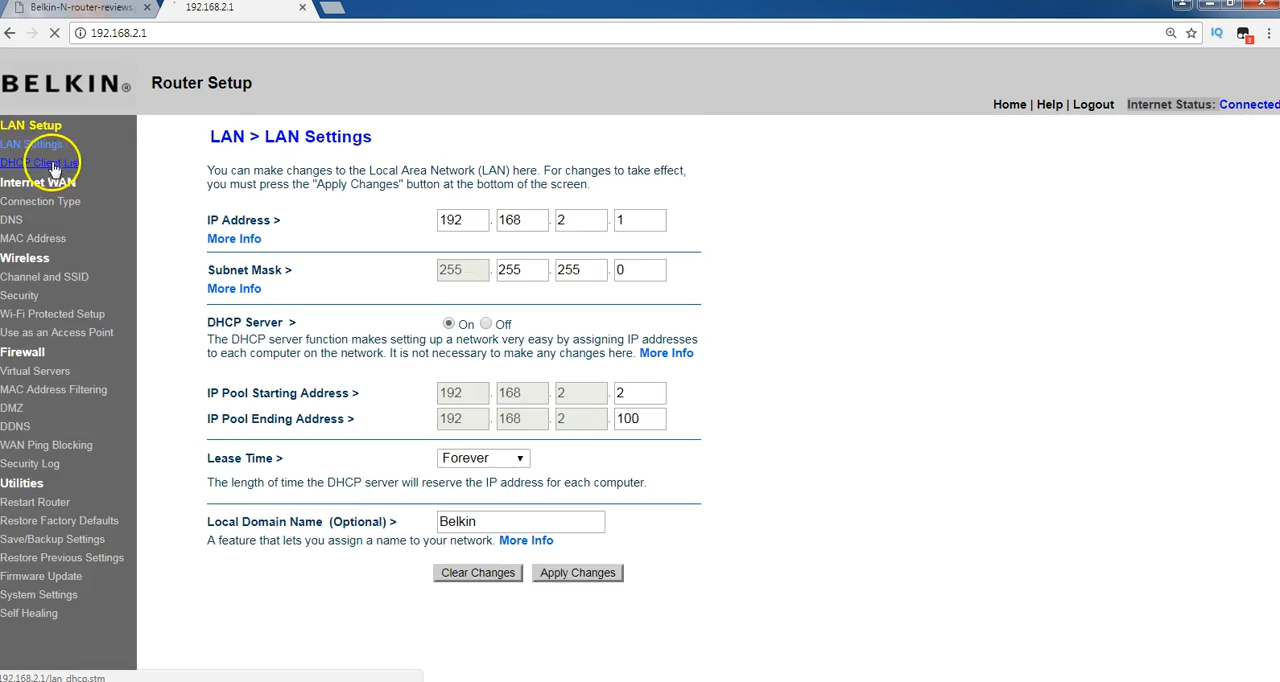 Belkin-N-router-reviews
192.168.2.1
192.168.2.1
IQ
3
BELKIN®
Router Setup
Home | Help | Logout
Internet Status: Connected
LAN Setup
LAN Settings
DHCP Client Lis
Internet WAN
Connection Type
DNS
MAC Address
Wireless
Channel and SSID
Security
Wi-Fi Protected Setup
Use as an Access Point
Firewall
Virtual Servers
MAC Address Filtering
DMZ
DDNS
WAN Ping Blocking
Security Log
Utilities
Restart Router
Restore Factory Defaults
Save/Backup Settings
Restore Previous Settings
Firmware Update
System Settings
Self Healing
LAN > LAN Settings
You can make changes to the Local Area Network (LAN) here. For changes to take effect,
you must press the "Apply Changes" button at the bottom of the screen.
IP Address > 192 . 168 . 2 . 1
More Info
Subnet Mask > 255 . 255 . 255 . 0
More Info
DHCP Server > On Off
The DHCP server function makes setting up a network very easy by assigning IP addresses
to each computer on the network. It is not necessary to make any changes here. More Info
IP Pool Starting Address > 192 . 168 . 2 . 2
IP Pool Ending Address > 192 . 168 . 2 . 100
Lease Time > Forever
The length of time the DHCP server will reserve the IP address for each computer.
Local Domain Name (Optional) > Belkin
A feature that lets you assign a name to your network. More Info
Clear Changes Apply Changes
192.168.2.1/lan_dhcp.stm